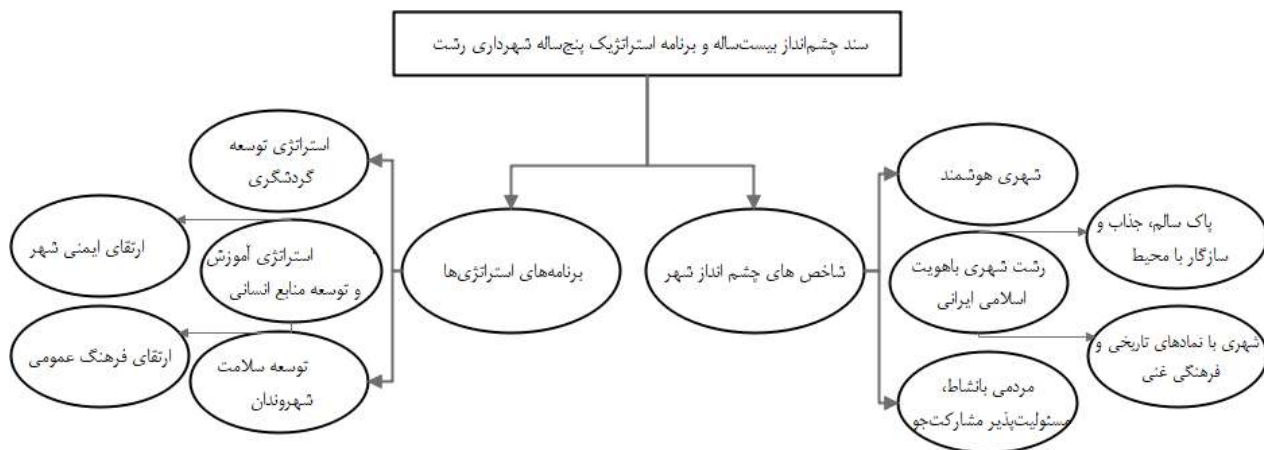 سند چشم‌انداز بیست‌ساله و برنامه استراتژیک پنج‌ساله شهرداری رشت
شاخص های چشم انداز شهر
شهری هوشمند
رشت شهری باهویت
اسلامی ایرانی
پاک سالم، جذاب و
سازگار با محیط
شهری با نمادهای تاریخی و
فرهنگی غنی
مردمی بانشاط،
مسئولیت‌پذیر مشارکت‌جو
برنامه‌های استراتژی‌ها
استراتژی توسعه
گردشگری
استراتژی آموزش
و توسعه منابع انسانی
ارتقای ایمنی شهر
ارتقای فرهنگ عمومی
توسعه سلامت
شهروندان